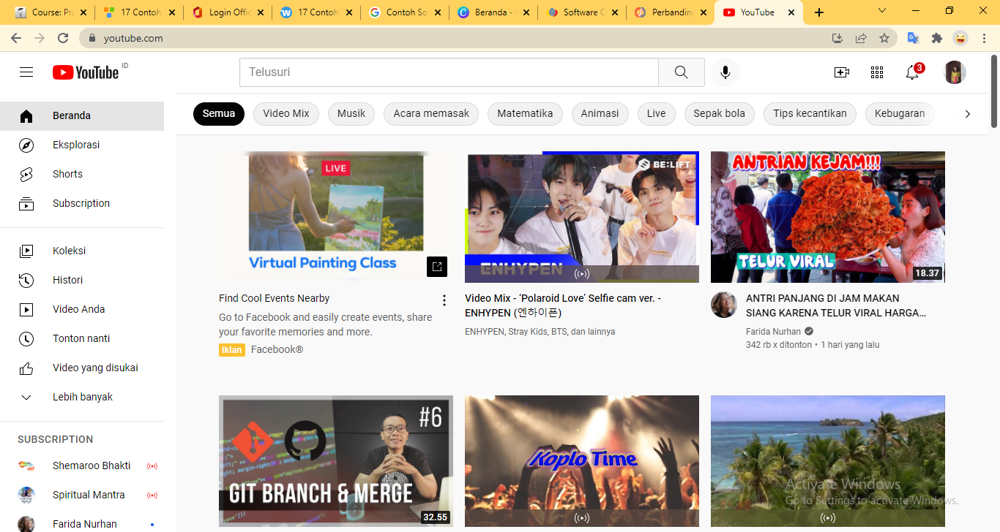 Course: Pra
17 Contoh
Login Offic
17 Contoh
Contoh So
Beranda -
Software C
Perbanding
YouTube
youtube.com
YouTube ID
Telusuri
3
Beranda
Eksplorasi
Shorts
Subscription
Koleksi
Histori
Video Anda
Tonton nanti
Video yang disukai
Lebih banyak
SUBSCRIPTION
Shemaroo Bhakti
Spiritual Mantra
Farida Nurhan
Semua
Video Mix
Musik
Acara memasak
Matematika
Animasi
Live
Sepak bola
Tips kecantikan
Kebugaran
LIVE
Virtual Painting Class
Find Cool Events Nearby
Go to Facebook and easily create events, share
your favorite memories and more.
Iklan Facebook®
BE:LIFT
ENHYPEN
Video Mix - ‘Polaroid Love’ Selfie cam ver. -
ENHYPEN (엔하이픈)
ENHYPEN, Stray Kids, BTS, dan lainnya
ANTRIAN KEJAM!!!
TELUR VIRAL
18.37
ANTRI PANJANG DI JAM MAKAN
SIANG KARENA TELUR VIRAL HARGA…
Farida Nurhan
342 rb x ditonton • 1 hari yang lalu
#6
GIT BRANCH & MERGE
32.55
Koplo Time
Activate Windows
Go to Settings to activate Windows.